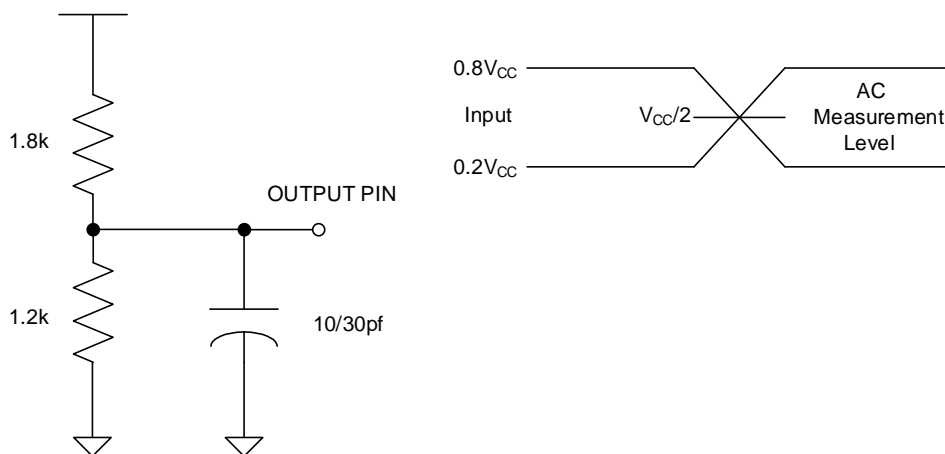 1.8k
1.2k
OUTPUT PIN
10/30pf
0.8VCC
Input
0.2VCC
VCC/2
AC
Measurement
Level